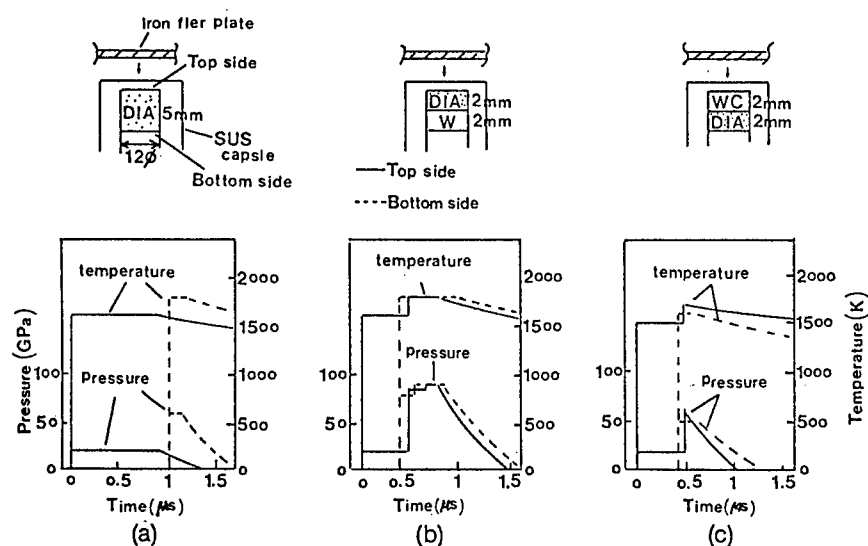 Iron fler plate
Top side
DIA 5mm
SUS
capsle
12φ
Bottom side
DIA 2mm
W 2mm
WC 2mm
DIA 2mm
Top side
Bottom side
temperature
Pressure
Pressure (GPa)
100
50
0
2000
1500
1000
500
0
0 0.5 1 1.5
Time(μs)
(a)
temperature
Pressure
100
50
0
2000
1500
1000
500
0
0 0.5 1 1.5
Time(μs)
(b)
temperature
pressure
100
50
0
2000
1500
1000
500
0
Temperature (K)
0 0.5 1 1.5
Time(μs)
(c)